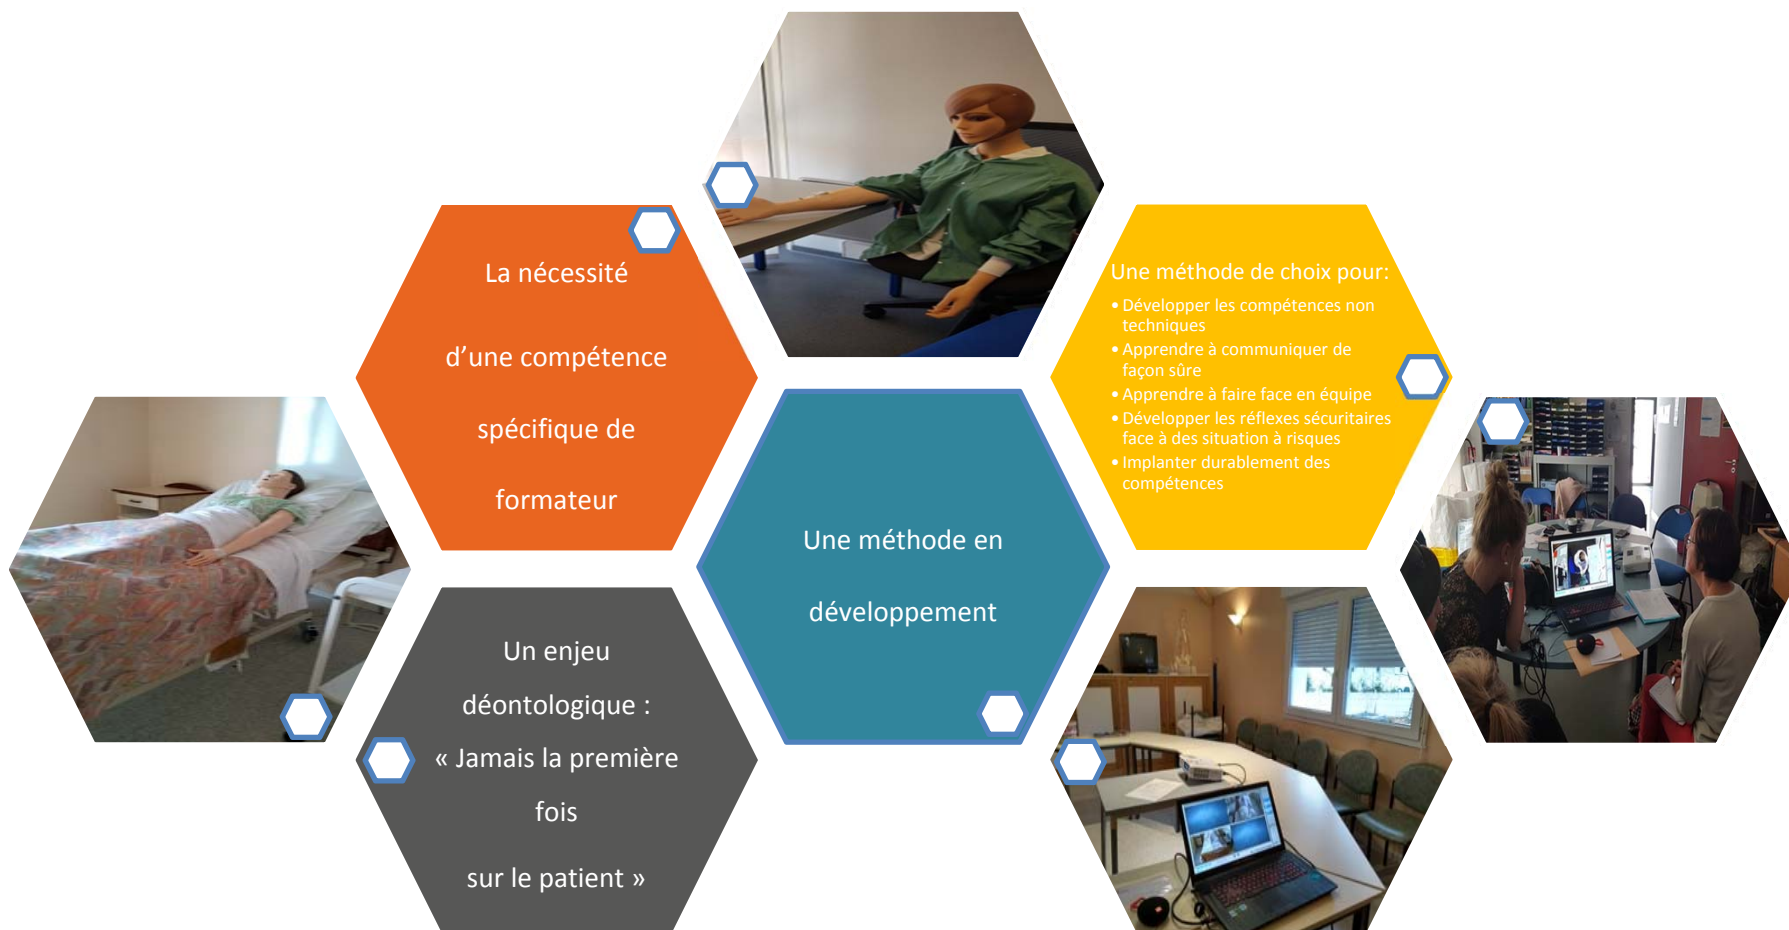 La nécessité
d’une compétence
spécifique de
formateur
Une méthode de choix pour:
• Développer les compétences non
techniques
• Apprendre à communiquer de
façon sûre
• Apprendre à faire face en équipe
• Développer les réflexes sécuritaires
face à des situation à risques
• Implanter durablement des
compétences
Une méthode en
développement
Un enjeu
déontologique :
« Jamais la première
fois
sur le patient »